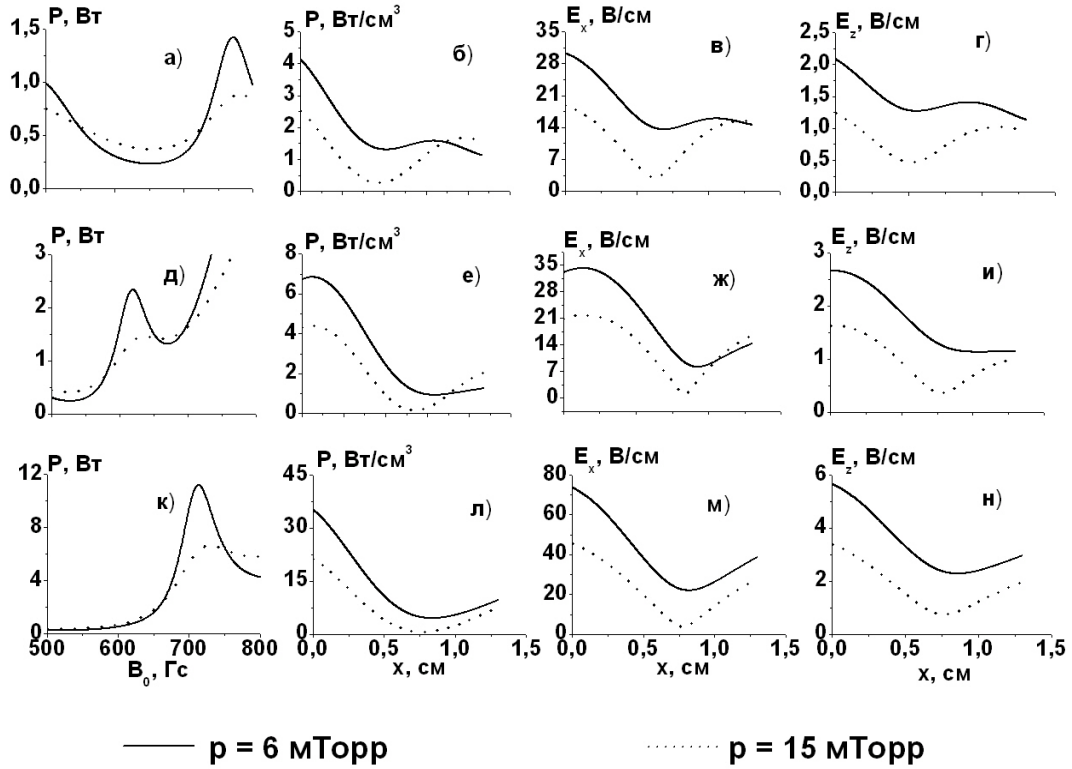 P, Вт
P, Вт/см³
Eₓ, В/см
E_z, В/см
1,5
1,0
0,5
0,0
а)
5
4
3
2
1
0
б)
35
28
21
14
7
0
в)
2,5
2,0
1,5
1,0
0,5
0,0
г)
P, Вт
P, Вт/см³
Eₓ, В/см
E_z, В/см
3
2
1
0
д)
8
6
4
2
0
е)
35
28
21
14
7
0
ж)
3
2
1
0
и)
P, Вт
P, Вт/см³
Eₓ, В/см
E_z, В/см
12
8
4
0
к)
45
30
15
0
л)
80
60
40
20
0
м)
6
4
2
0
н)
500 600 700 800
B₀, Гс
0,0 0,5 1,0 1,5
x, см
0,0 0,5 1,0 1,5
x, см
0,0 0,5 1,0 1,5
x, см
p = 6 мТорр
p = 15 мТорр